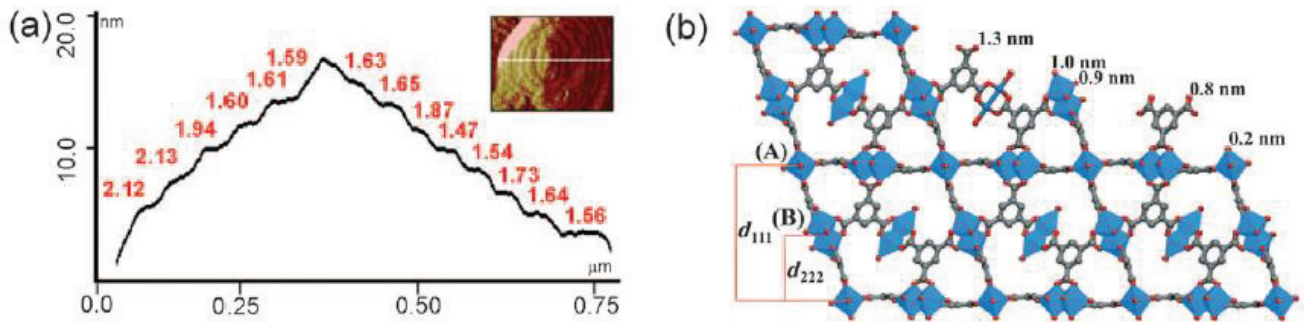 (a)
nm
20.0
10.0
2.12
2.13
1.94
1.60
1.61
1.59
1.63
1.65
1.87
1.47
1.54
1.73
1.64
1.56
μm
0.0
0.25
0.50
0.75
(b)
1.3 nm
1.0 nm
0.9 nm
0.8 nm
0.2 nm
(A)
(B)
d111
d222